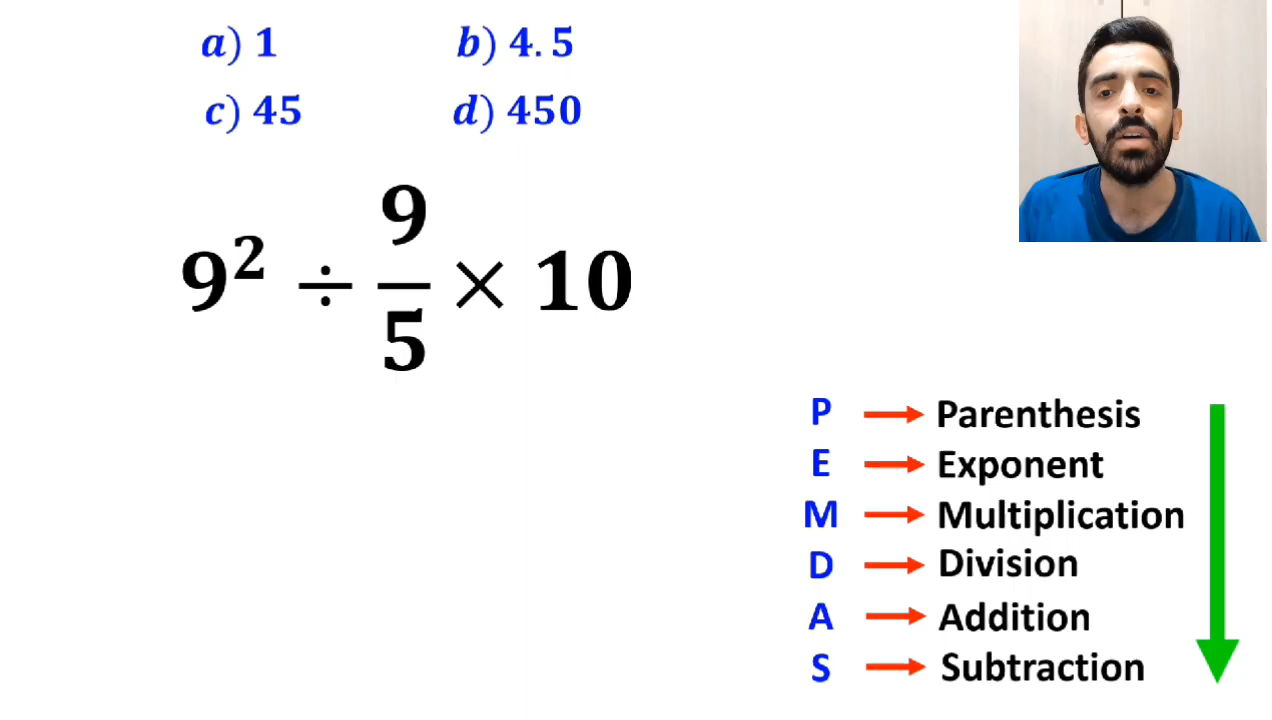 a) 1 b) 4.5
c) 45 d) 450
9² ÷ 9/5 × 10
P → Parenthesis
E → Exponent
M → Multiplication
D → Division
A → Addition
S → Subtraction